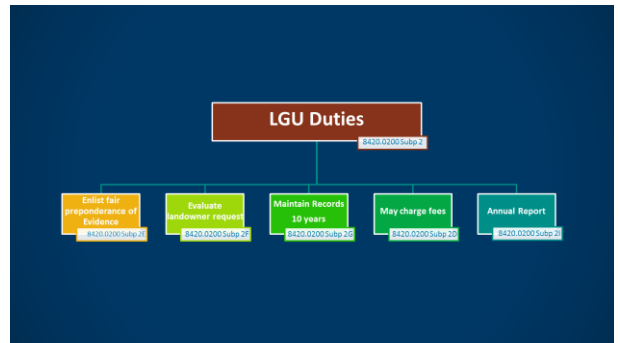 LGU Duties
8420.0200 Subp 2
Enlist fair
preponderance of
Evidence
8420.0200 Subp 2E
Evaluate
landowner request
8420.0200 Subp 2F
Maintain Records
10 years
8420.0200 Subp 2G
May charge fees
8420.0200 Subp 2D
Annual Report
8420.0200 Subp 2I